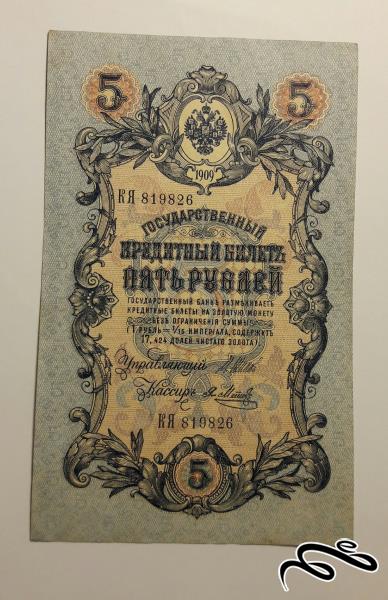 5 5
1909
КЯ 819826
ГОСУДАРСТВЕННЫЙ
КРЕДИТНЫЙ БИЛЕТЪ
ПЯТЬ РУБЛЕЙ
ГОСУДАРСТВЕННЫЙ БАНКЪ РАЗМѢНИВАЕТЪ
КРЕДИТНЫЕ БИЛЕТЫ НА ЗОЛОТУЮ МОНЕТУ
БЕЗЪ ОГРАНИЧЕНІЯ СУММЫ
(1 РУБЛЬ = 1/15 ИМПЕРІАЛА, СОДЕРЖИТЪ
17,424 ДОЛЕЙ ЧИСТАГО ЗОЛОТА)
Управляющій
Кассиръ
КЯ 819826
5